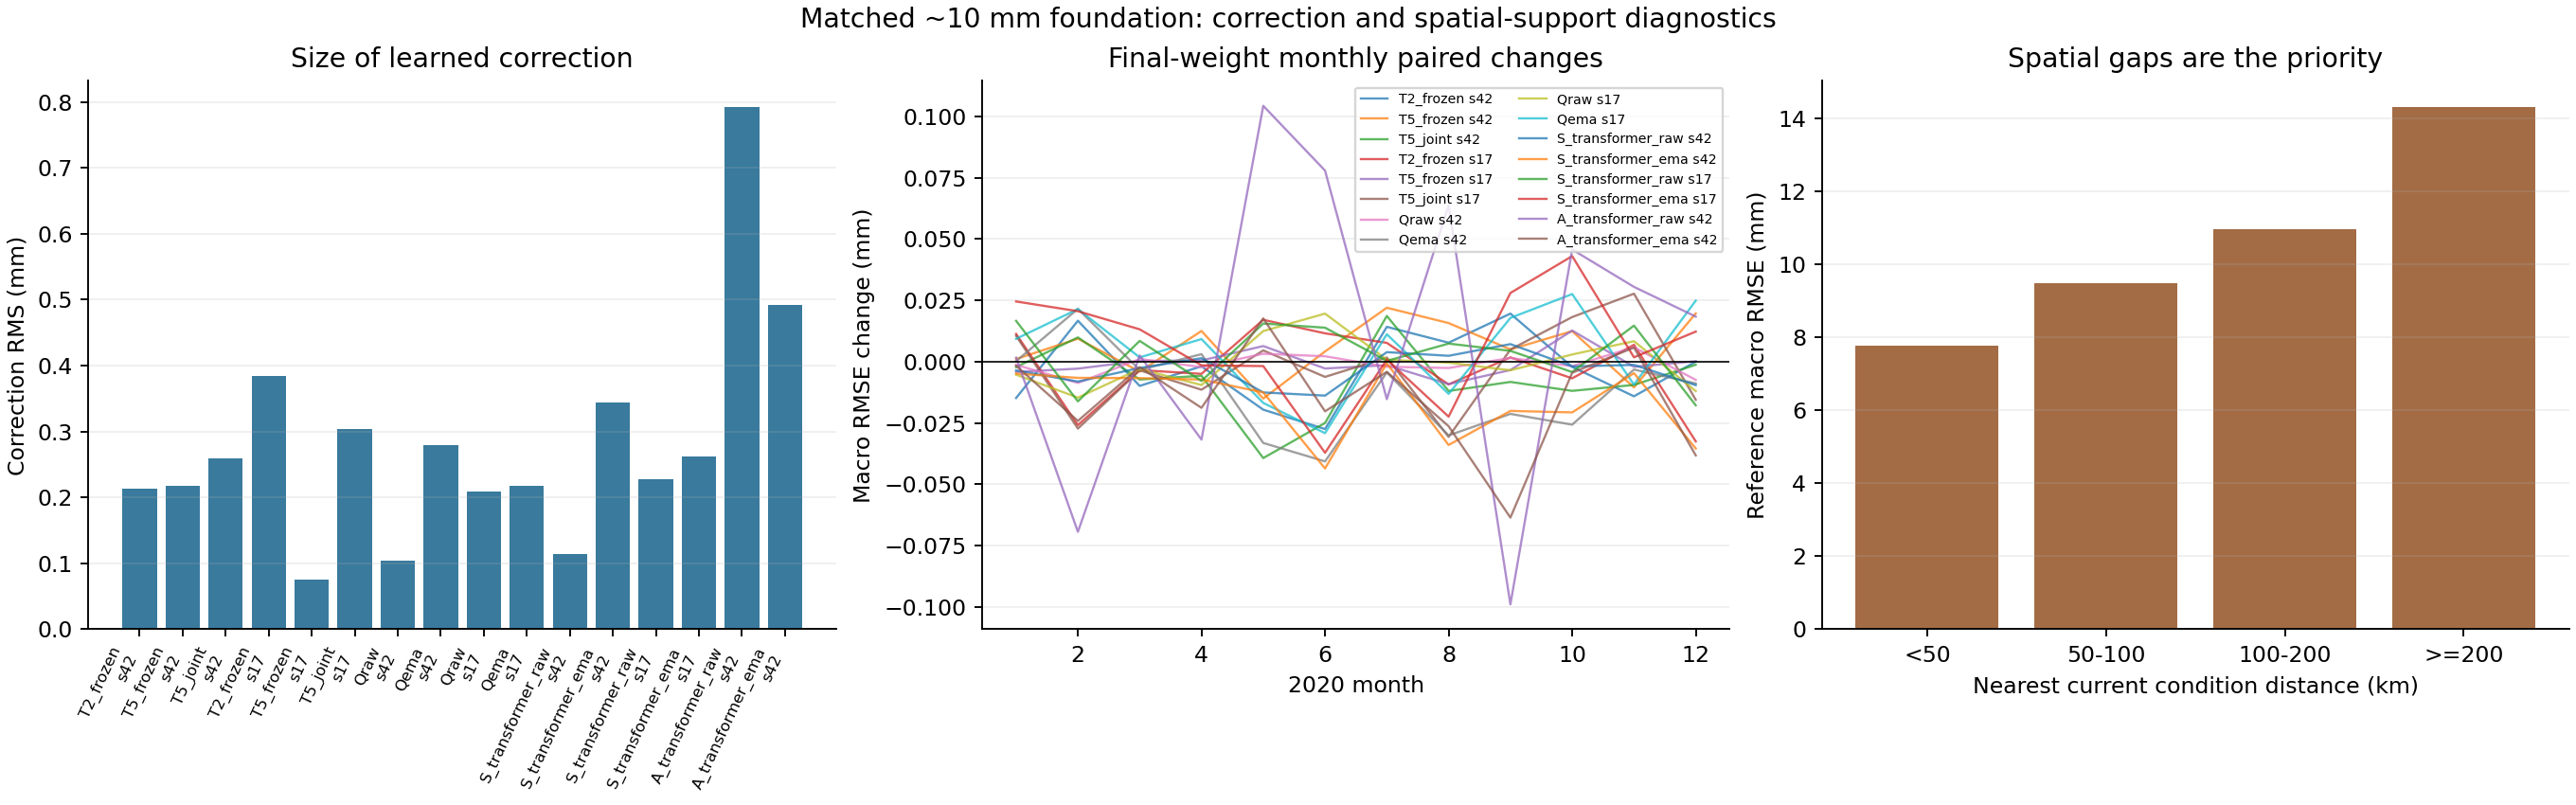 Matched ~10 mm foundation: correction and spatial-support diagnostics
Size of learned correction
Correction RMS (mm)
0.8
0.7
0.6
0.5
0.4
0.3
0.2
0.1
0.0
T2_frozen
s42
T5_frozen
s42
T5_joint
s42
T2_frozen
s17
T5_frozen
s17
T5_joint
s17
Qraw
s42
Qema
s42
Qraw
s17
Qema
s17
S_transformer_raw
s42
S_transformer_ema
s42
S_transformer_raw
s17
S_transformer_ema
s17
A_transformer_raw
s42
A_transformer_ema
s42
Final-weight monthly paired changes
Macro RMSE change (mm)
0.100
0.075
0.050
0.025
0.000
−0.025
−0.050
−0.075
−0.100
T2_frozen s42
T5_frozen s42
T5_joint s42
T2_frozen s17
T5_frozen s17
T5_joint s17
Qraw s42
Qema s42
Qraw s17
Qema s17
S_transformer_raw s42
S_transformer_ema s42
S_transformer_raw s17
S_transformer_ema s17
A_transformer_raw s42
A_transformer_ema s42
2 4 6 8 10 12
2020 month
Spatial gaps are the priority
Reference macro RMSE (mm)
14
12
10
8
6
4
2
0
<50 50-100 100-200 >=200
Nearest current condition distance (km)